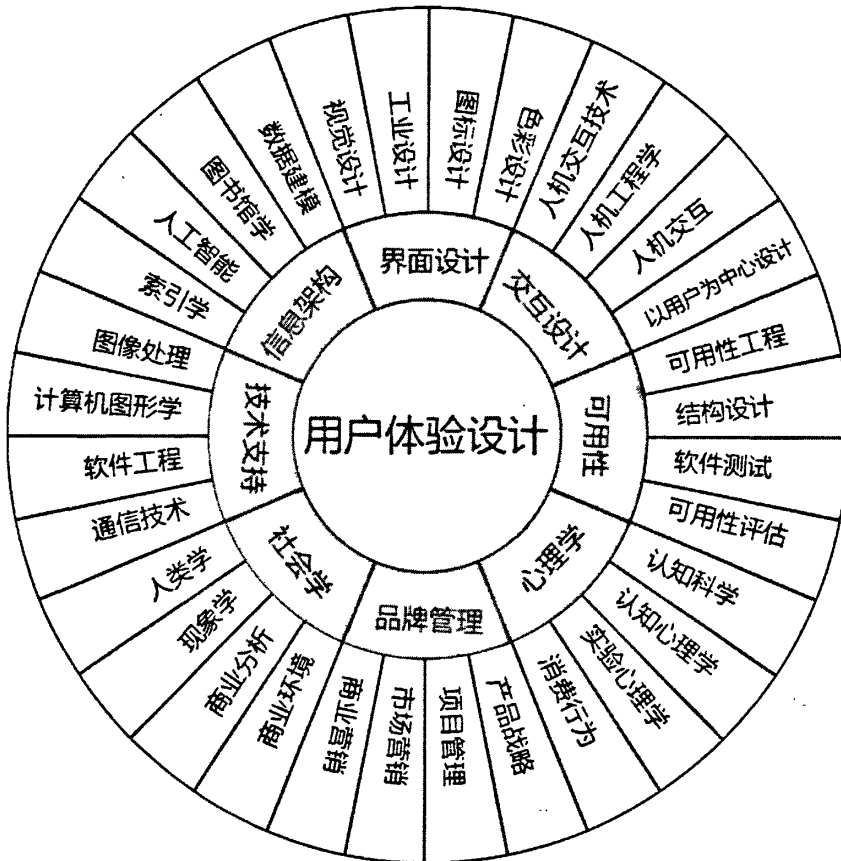 用户体验设计
界面设计
交互设计
可用性
心理学
品牌管理
社会学
技术支持
信息架构
视觉设计
工业设计
图标设计
色彩设计
人机交互技术
人机工程学
人机交互
以用户为中心设计
可用性工程
结构设计
软件测试
可用性评估
认知科学
认知心理学
实验心理学
消费行为
产品战略
项目管理
市场营销
商业营销
商业环境
商业分析
现象学
人类学
通信技术
软件工程
计算机图形学
图像处理
索引学
人工智能
图书馆学
数据建模